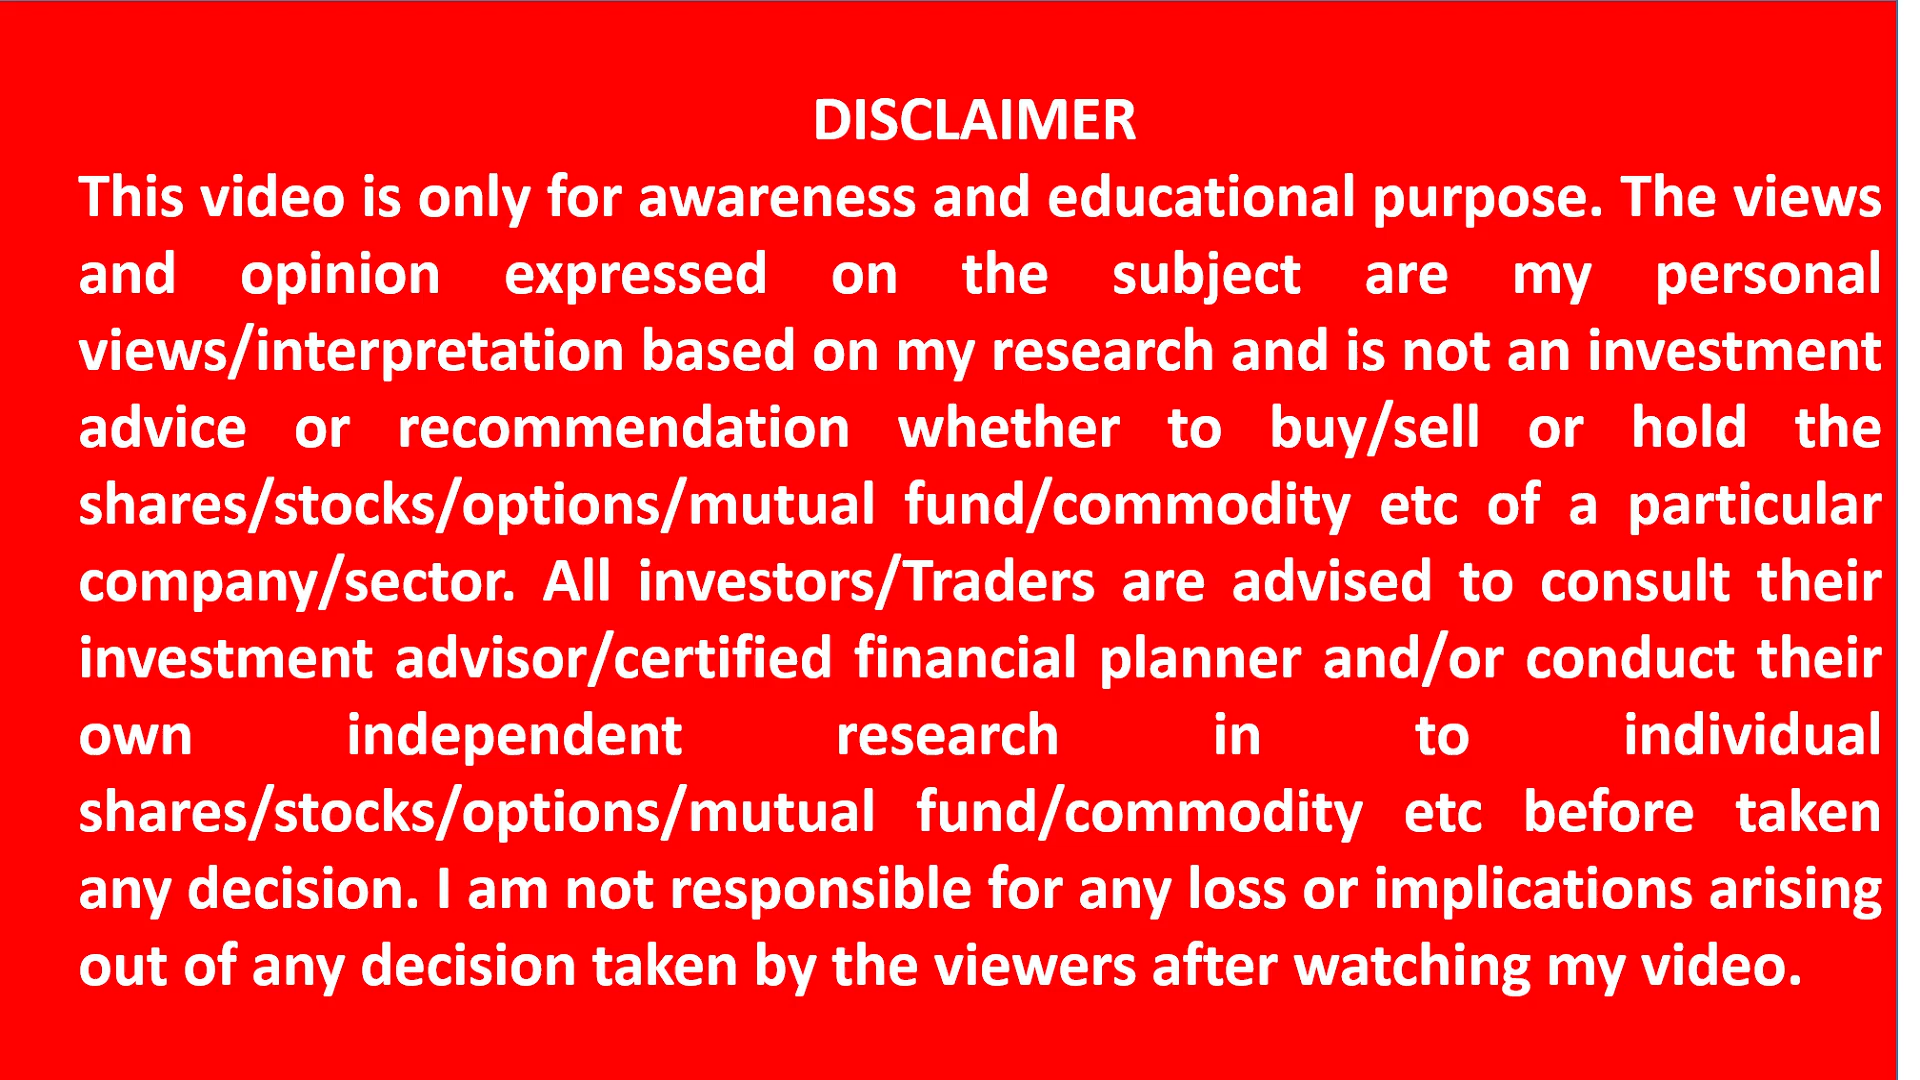 DISCLAIMER
This video is only for awareness and educational purpose. The views
and opinion expressed on the subject are my personal
views/interpretation based on my research and is not an investment
advice or recommendation whether to buy/sell or hold the
shares/stocks/options/mutual fund/commodity etc of a particular
company/sector. All investors/Traders are advised to consult their
investment advisor/certified financial planner and/or conduct their
own independent research in to individual
shares/stocks/options/mutual fund/commodity etc before taken
any decision. I am not responsible for any loss or implications arising
out of any decision taken by the viewers after watching my video.